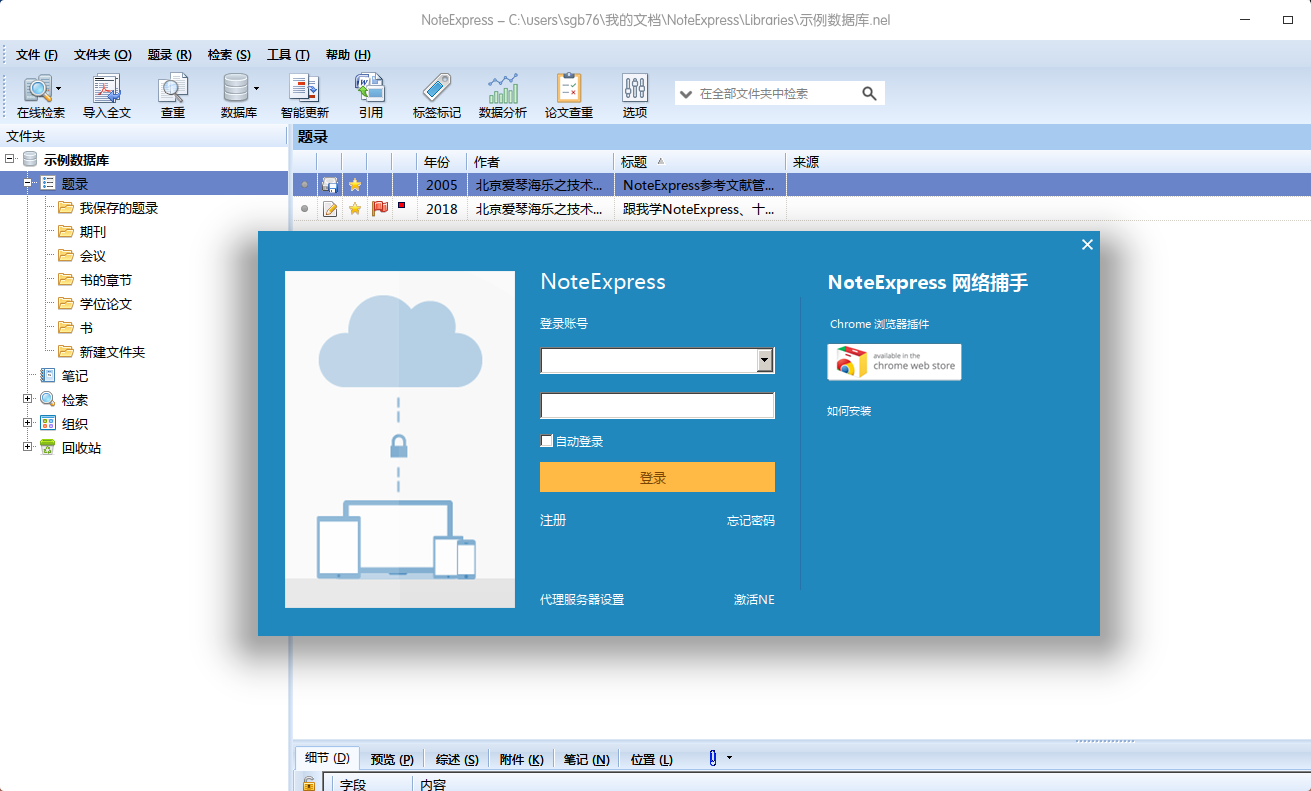 NoteExpress – C:\users\sgb76\我的文档\NoteExpress\Libraries\示例数据库.nel
文件 (F) 文件夹 (O) 题录 (R) 检索 (S) 工具 (T) 帮助 (H)
在线检索 导入全文 查重 数据库 智能更新 引用 标签标记 数据分析 论文查重 选项 在全部文件夹中检索
文件夹
示例数据库
题录
我保存的题录
期刊
会议
书的章节
学位论文
书
新建文件夹
笔记
检索
组织
回收站
题录
年份 作者 标题 来源
2005 北京爱琴海乐之技术... NoteExpress参考文献管...
2018 北京爱琴海乐之技术... 跟我学NoteExpress、十...
NoteExpress
登录账号
自动登录
登录
注册 忘记密码
代理服务器设置 激活NE
NoteExpress 网络捕手
Chrome 浏览器插件
available in the
chrome web store
如何安装
细节 (D) 预览 (P) 综述 (S) 附件 (K) 笔记 (N) 位置 (L)
字段 内容